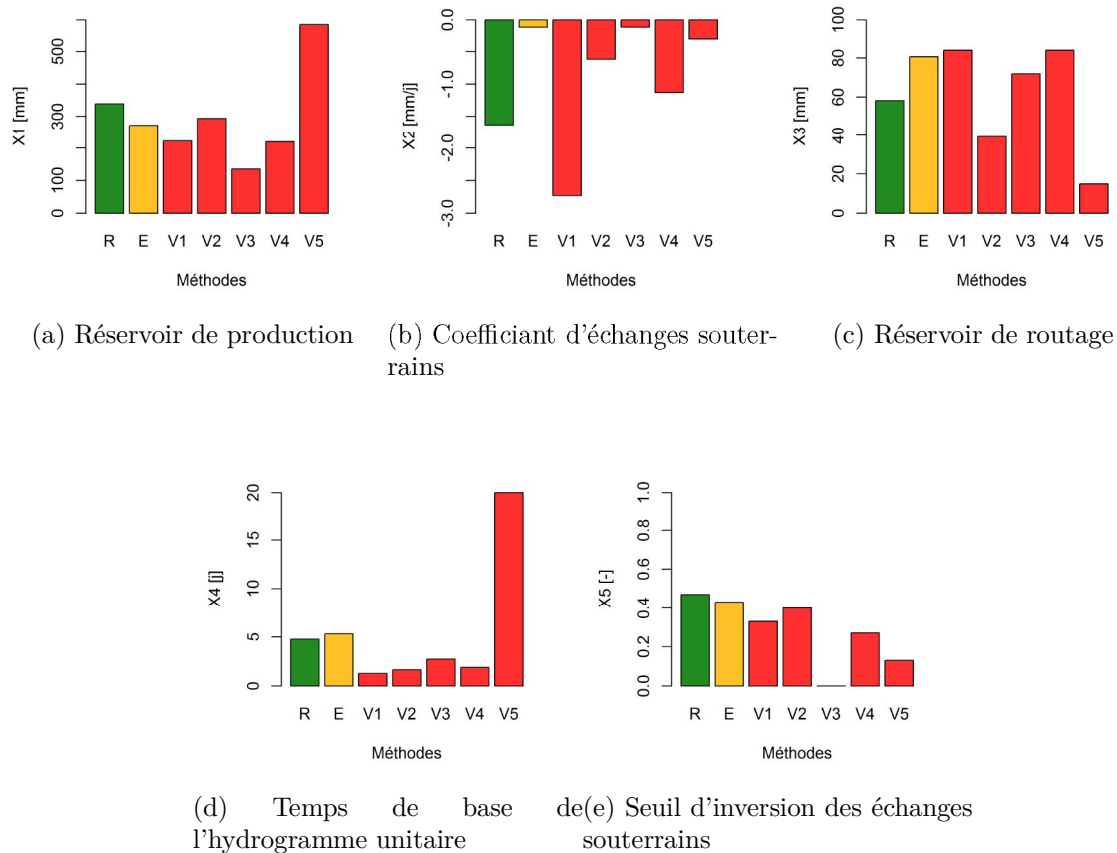 X1 [mm]
0 100 300 500
R E V1 V2 V3 V4 V5
Méthodes
(a) Réservoir de production
X2 [mm/j]
-3.0 -2.0 -1.0 0.0
R E V1 V2 V3 V4 V5
Méthodes
(b) Coefficiant d'échanges souter-
rains
X3 [mm]
0 20 40 60 80 100
R E V1 V2 V3 V4 V5
Méthodes
(c) Réservoir de routage
X4 [j]
0 5 10 15 20
R E V1 V2 V3 V4 V5
Méthodes
(d) Temps de base de
l'hydrogramme unitaire
X5 [-]
0.0 0.2 0.4 0.6 0.8 1.0
R E V1 V2 V3 V4 V5
Méthodes
(e) Seuil d'inversion des échanges
souterrains